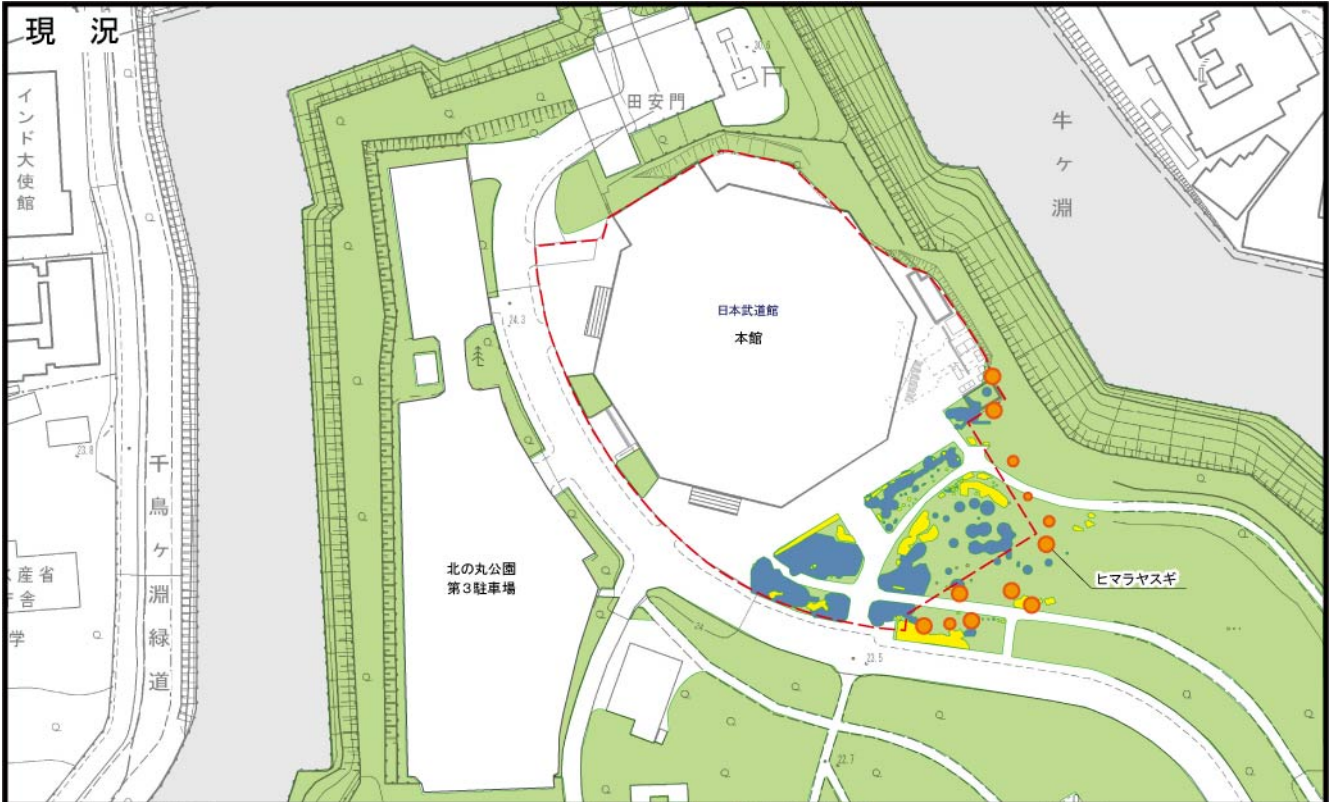 現況
インド大使館
田安門
牛ヶ淵
日本武道館
本館
24.3
23.8
千鳥ヶ淵緑道
北の丸公園
第3駐車場
ヒマラヤスギ
産省
舎
学
24
23.5
22.7